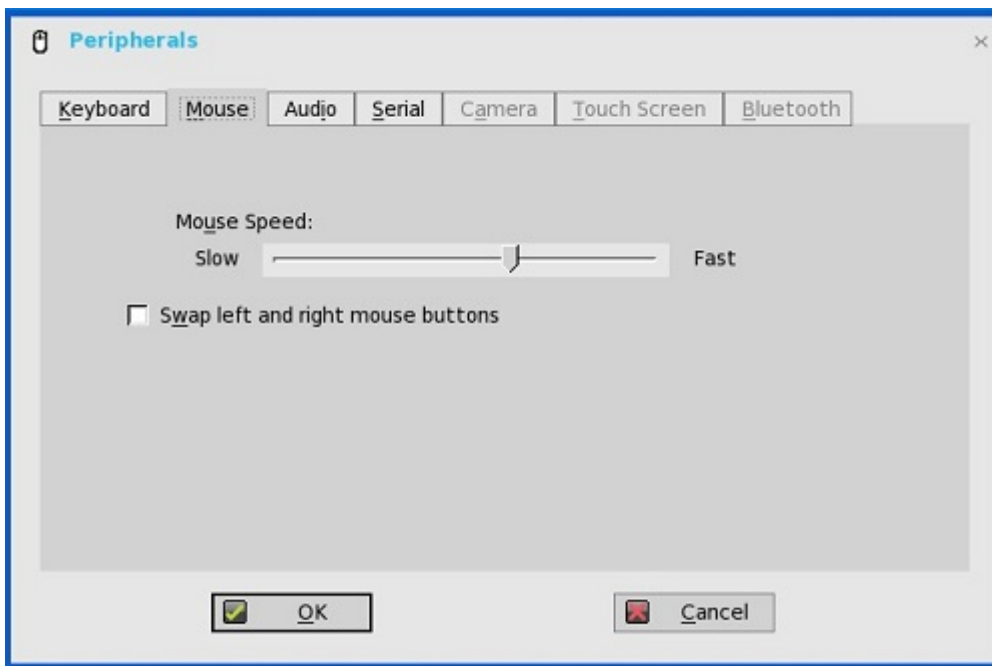 Peripherals
Keyboard Mouse Audio Serial Camera Touch Screen Bluetooth
Mouse Speed:
Slow Fast
Swap left and right mouse buttons
OK Cancel